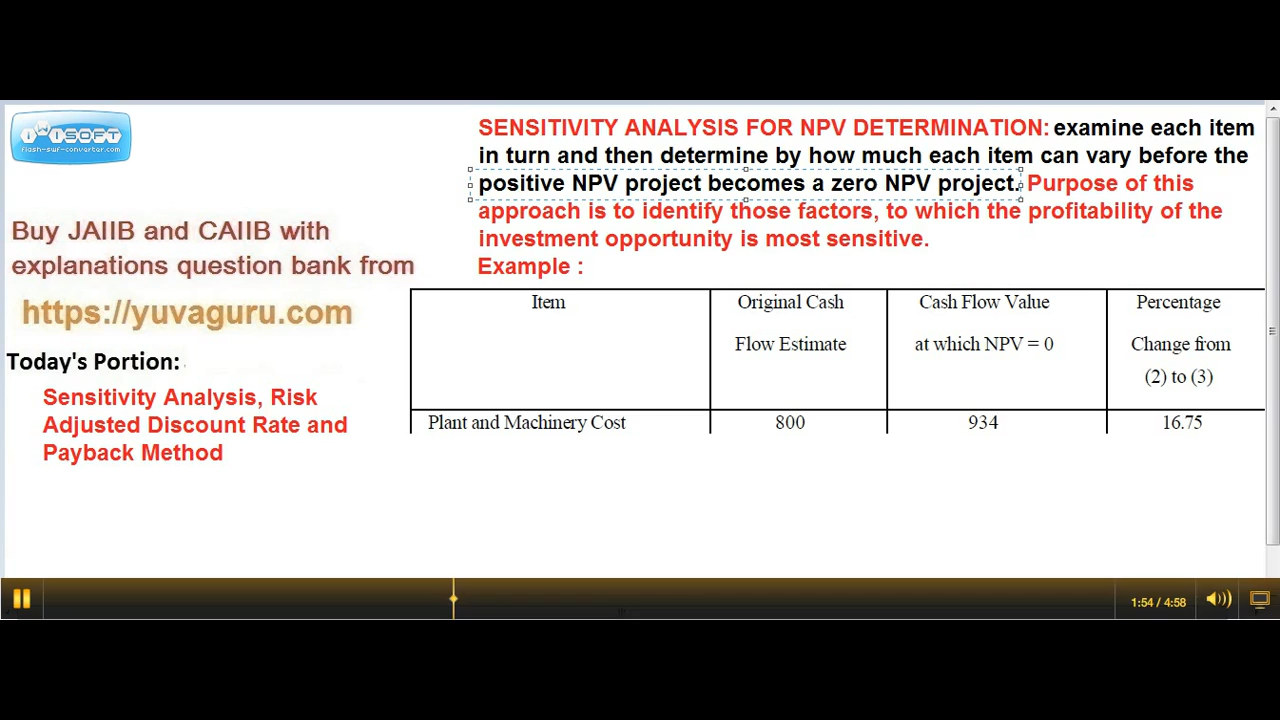 iWiSOFT
flash-swf-converter.com
SENSITIVITY ANALYSIS FOR NPV DETERMINATION: examine each item
in turn and then determine by how much each item can vary before the
positive NPV project becomes a zero NPV project. Purpose of this
approach is to identify those factors, to which the profitability of the
investment opportunity is most sensitive.
Example :
Buy JAIIB and CAIIB with
explanations question bank from
https://yuvaguru.com
Today's Portion:
Sensitivity Analysis, Risk
Adjusted Discount Rate and
Payback Method
Item Original Cash Cash Flow Value Percentage
Flow Estimate at which NPV = 0 Change from
(2) to (3)
Plant and Machinery Cost 800 934 16.75
1:54 / 4:58